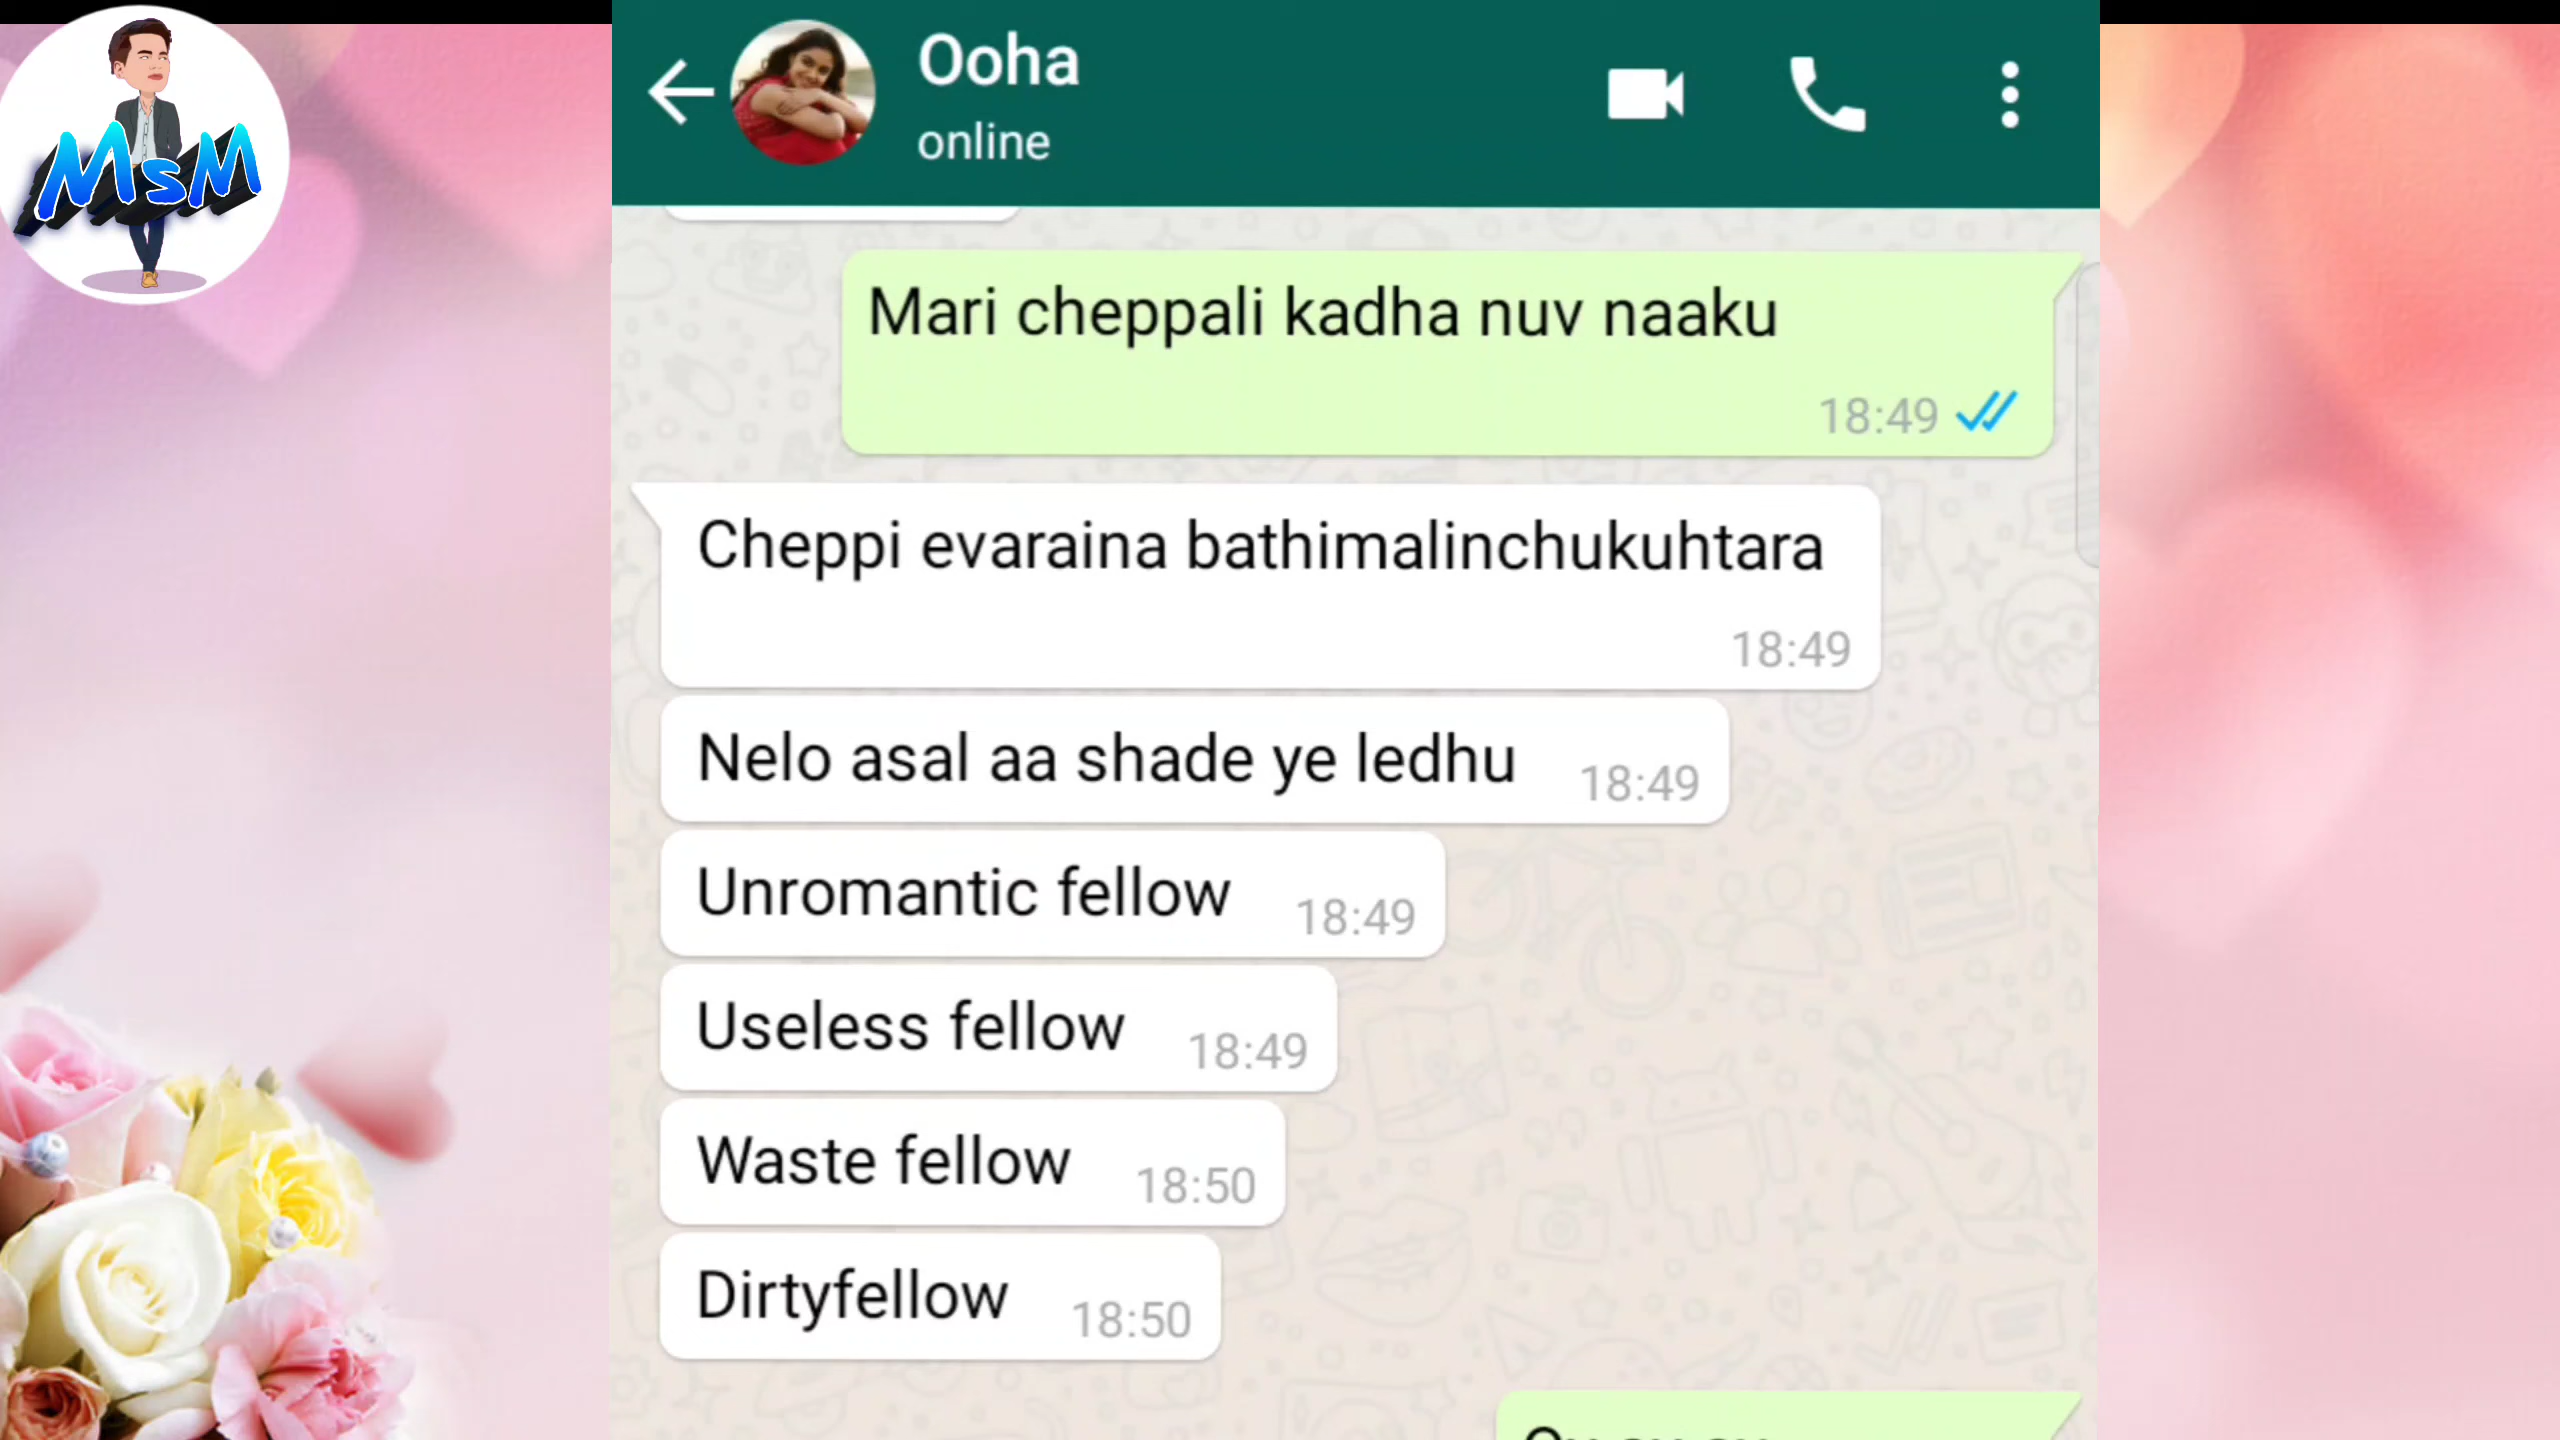 MsM
Ooha
online
Mari cheppali kadha nuv naaku
18:49
Cheppi evaraina bathimalinchukuhtara
18:49
Nelo asal aa shade ye ledhu 18:49
Unromantic fellow 18:49
Useless fellow 18:49
Waste fellow 18:50
Dirtyfellow 18:50